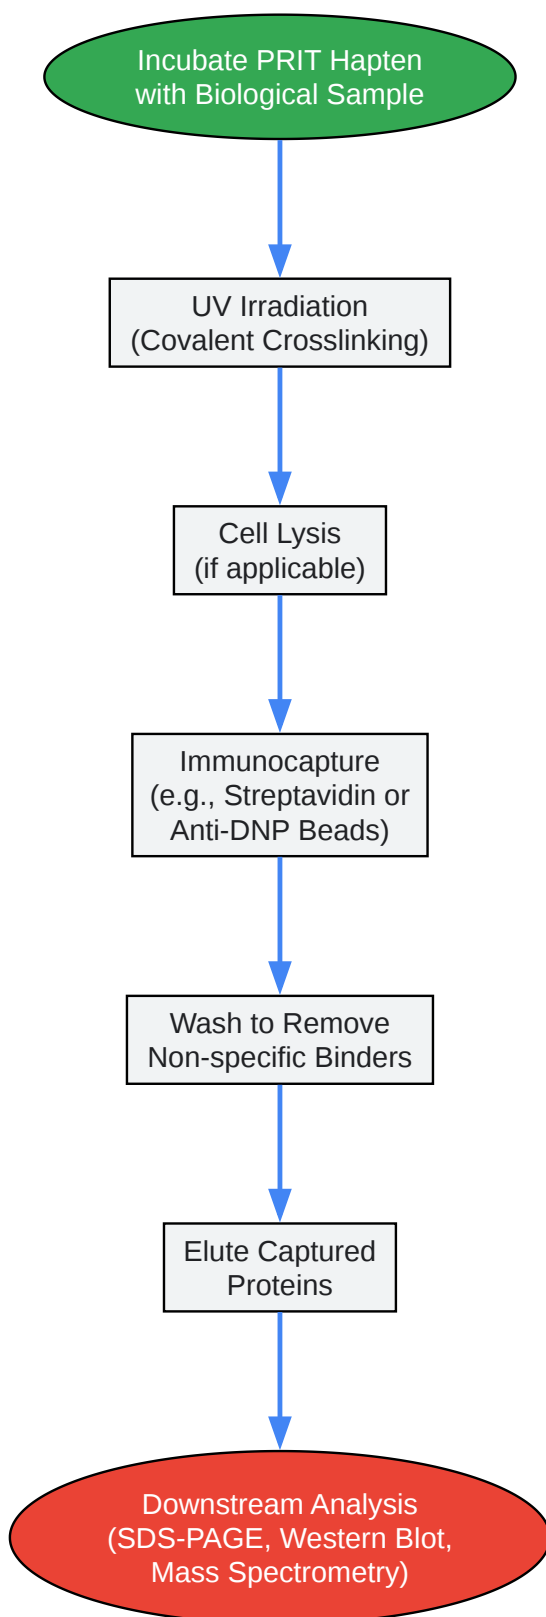 Incubate PRIT Hapten
with Biological Sample
UV Irradiation
(Covalent Crosslinking)
Cell Lysis
(if applicable)
Immunocapture
(e.g., Streptavidin or
Anti-DNP Beads)
Wash to Remove
Non-specific Binders
Elute Captured
Proteins
Downstream Analysis
(SDS-PAGE, Western Blot,
Mass Spectrometry)